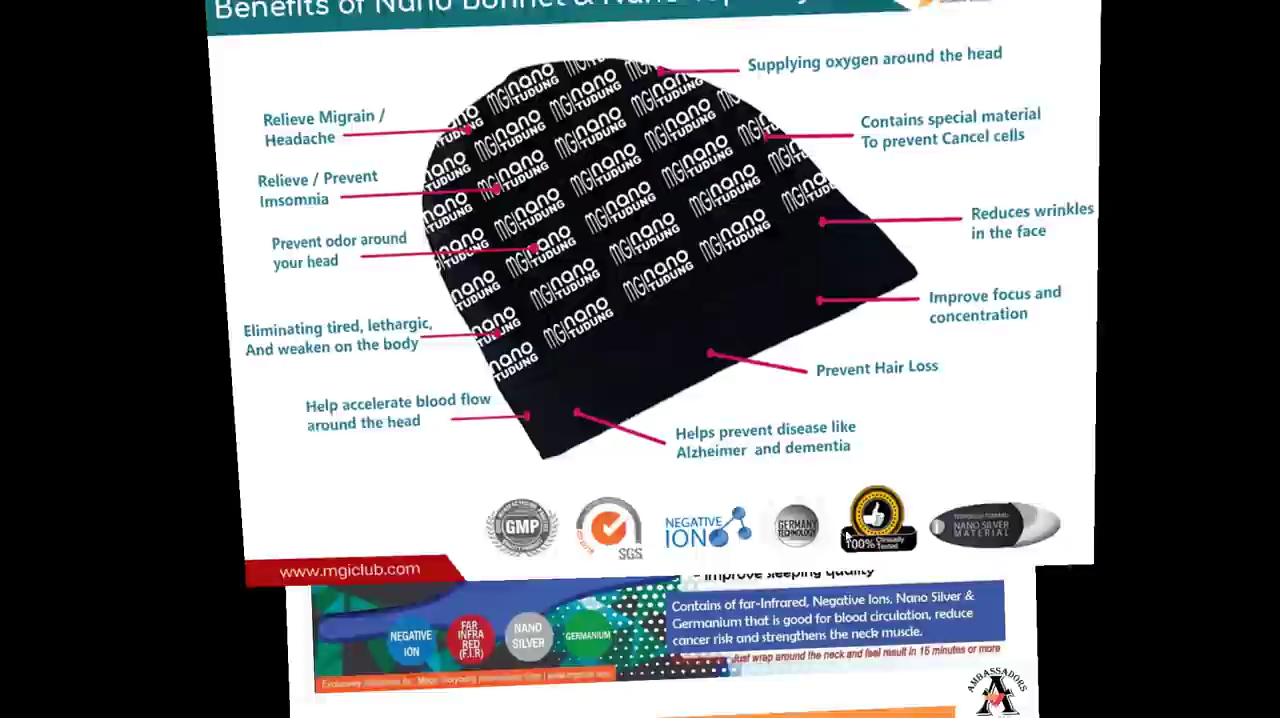 Benefits of Nano Bonnet & Nano
Supplying oxygen around the head
Relieve Migrain /
Headache
Contains special material
To prevent Cancel cells
Relieve / Prevent
Imsomnia
Reduces wrinkles
in the face
Prevent odor around
your head
Improve focus and
concentration
Eliminating tired, lethargic,
And weaken on the body
Prevent Hair Loss
Help accelerate blood flow
around the head
Helps prevent disease like
Alzheimer and dementia
MGI nano
TUDUNG
GMP
SGS
NEGATIVE
ION
GERMANY
TECHNOLOGY
100% Clinically
Tested
NANO SILVER
MATERIAL
www.mgiclub.com
- Improve sleeping quality
Contains of far-Infrared, Negative Ions, Nano Silver &
Germanium that is good for blood circulation, reduce
cancer risk and strengthens the neck muscle.
NEGATIVE
ION
FAR
INFRA
RED
(F.I.R)
NANO
SILVER
GERMANIUM
Just wrap around the neck and feel result in 15 minutes or more
AMBASSADORS